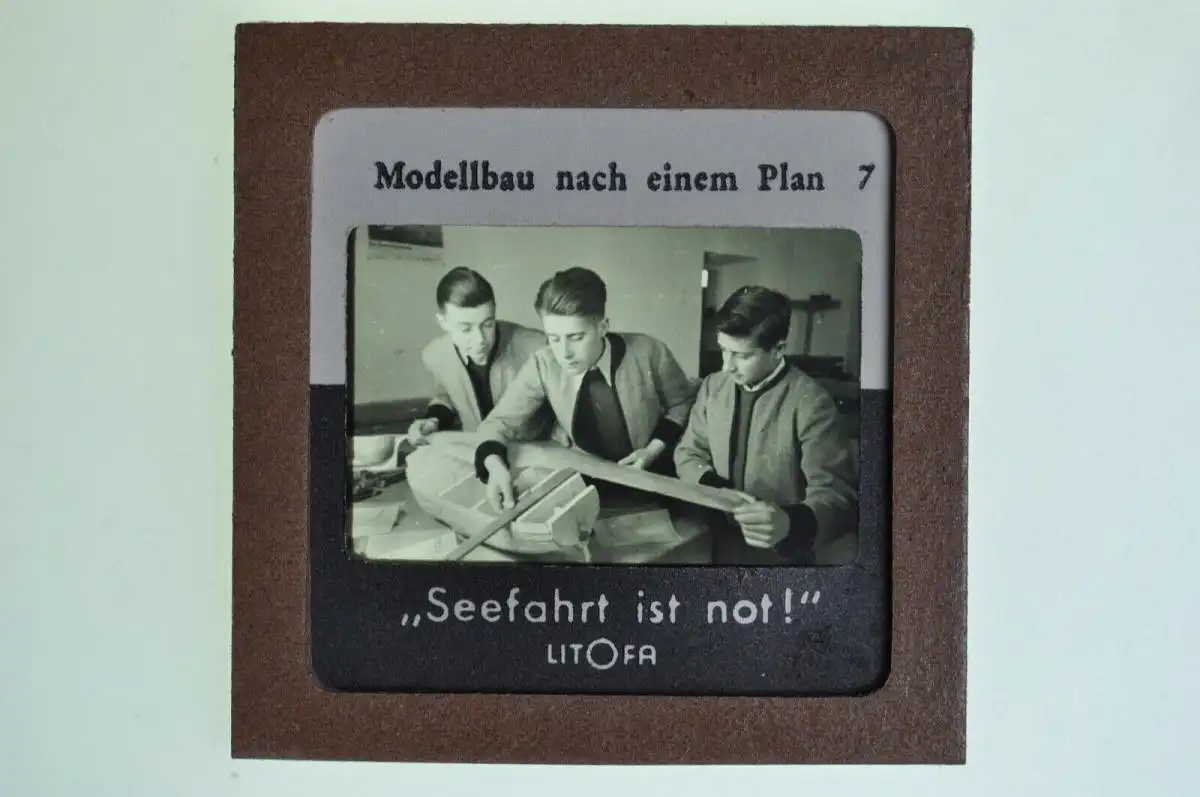 Modellbau nach einem Plan 7
„Seefahrt ist not!“
LITOFA